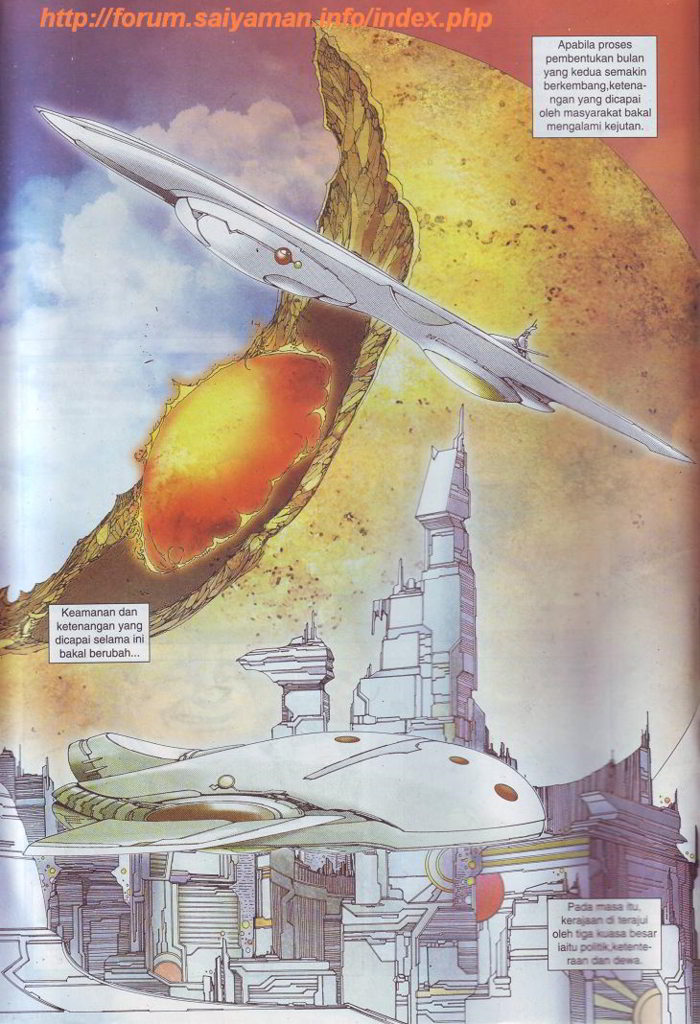 http://forum.saiyaman.info/index.php
Apabila proses
pembentukan bulan
yang kedua semakin
berkembang,ketena-
ngan yang dicapai
oleh masyarakat bakal
mengalami kejutan.
Keamanan dan
ketenangan yang
dicapai selama ini
bakal berubah...
Pada masa itu,
kerajaan di terajui
oleh tiga kuasa besar
iaitu politik,ketente-
raan dan dewa.